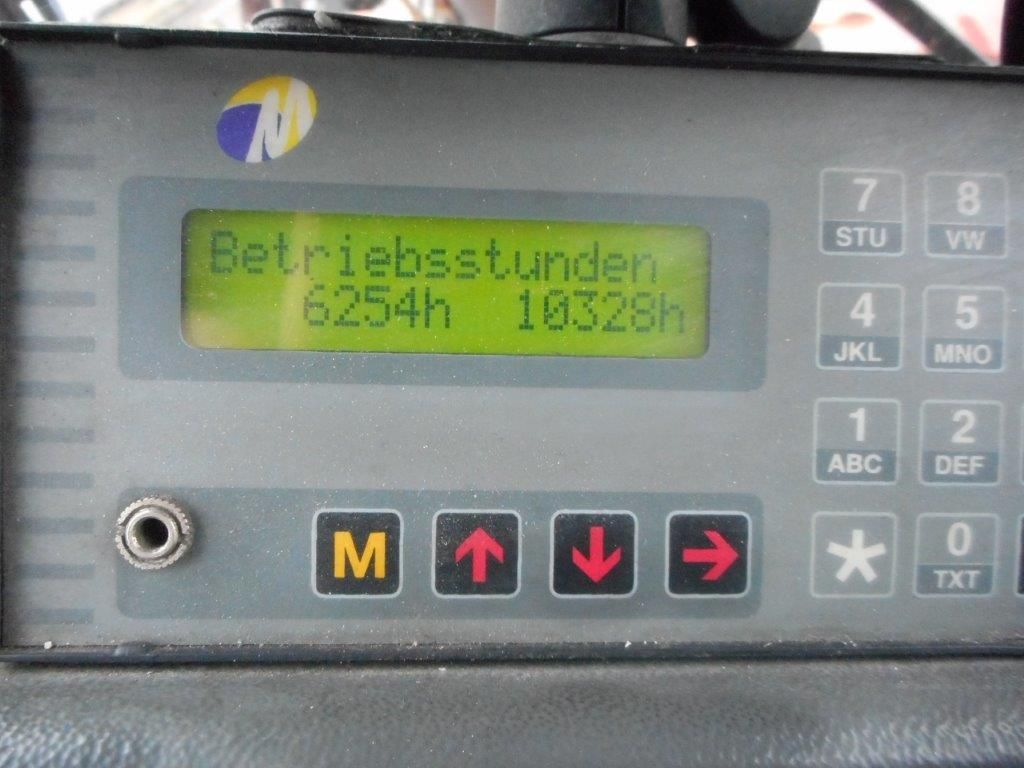 M
Betriebsstunden
6254h 10328h
7 8
STU VW
4 5
JKL MNO
1 2
ABC DEF
M
* 0
TXT